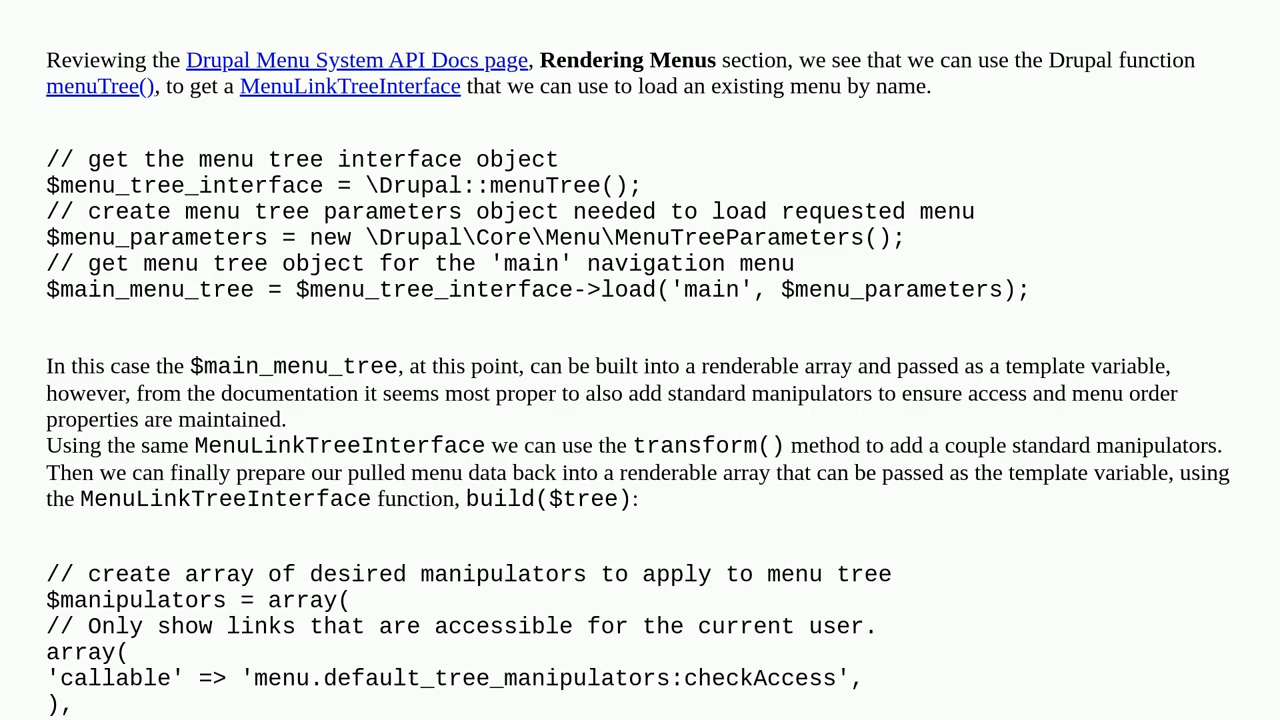 Reviewing the Drupal Menu System API Docs page, Rendering Menus section, we see that we can use the Drupal function
menuTree(), to get a MenuLinkTreeInterface that we can use to load an existing menu by name.
// get the menu tree interface object
$menu_tree_interface = \Drupal::menuTree();
// create menu tree parameters object needed to load requested menu
$menu_parameters = new \Drupal\Core\Menu\MenuTreeParameters();
// get menu tree object for the 'main' navigation menu
$main_menu_tree = $menu_tree_interface->load('main', $menu_parameters);
In this case the $main_menu_tree, at this point, can be built into a renderable array and passed as a template variable,
however, from the documentation it seems most proper to also add standard manipulators to ensure access and menu order
properties are maintained.
Using the same MenuLinkTreeInterface we can use the transform() method to add a couple standard manipulators.
Then we can finally prepare our pulled menu data back into a renderable array that can be passed as the template variable, using
the MenuLinkTreeInterface function, build($tree):
// create array of desired manipulators to apply to menu tree
$manipulators = array(
// Only show links that are accessible for the current user.
array(
'callable' => 'menu.default_tree_manipulators:checkAccess',
),